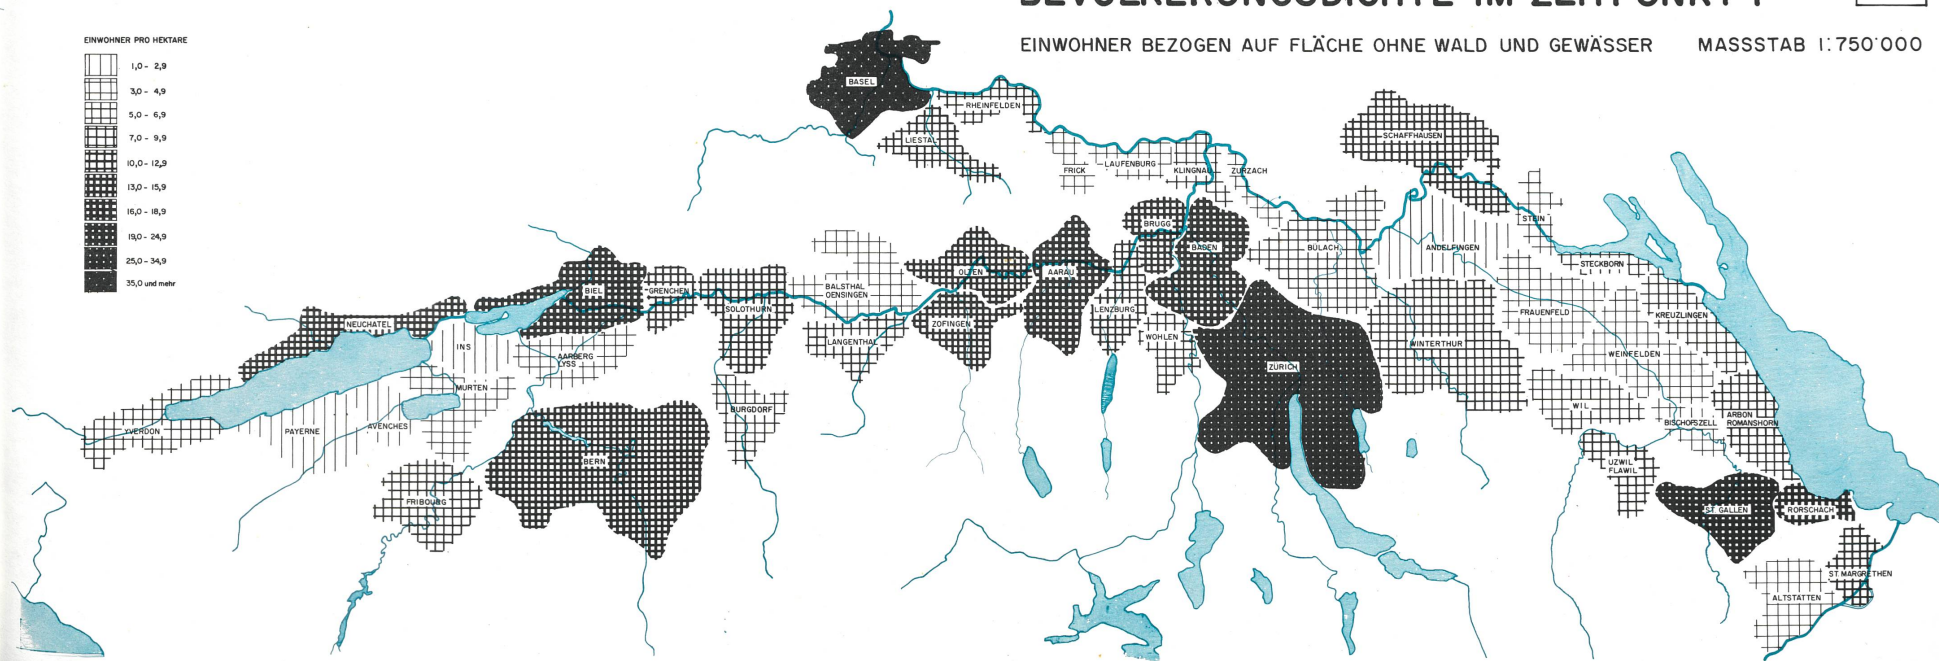 EINWOHNER BEZOGEN AUF FLÄCHE OHNE WALD UND GEWÄSSER MASSSTAB 1:750'000
EINWOHNER PRO HEKTARE
1,0 - 2,9
3,0 - 4,9
5,0 - 6,9
7,0 - 9,9
10,0 - 12,9
13,0 - 15,9
16,0 - 18,9
19,0 - 24,9
25,0 - 34,9
35,0 und mehr
BASEL
RHEINFELDEN
LIESTAL
FRICK
LAUFENBURG
KLINGNAU
ZURZACH
SCHAFFHAUSEN
STEIN
BRUGG
BADEN
BÜLACH
ANDELFINGEN
STECKBORN
OLTEN
AARAU
BALSTHAL
OENSINGEN
BIEL
GRENCHEN
SOLOTHURN
LENZBURG
FRAUENFELD
KREUZLINGEN
NEUCHATEL
ZOFINGEN
WOHLEN
WINTERTHUR
INS
AARBERG
LYSS
LANGENTHAL
WEINFELDEN
ZÜRICH
MURTEN
BURGDORF
WIL
ARBON
ROMANSHORN
BISCHOFSZELL
YVERDON
PAYERNE
AVENCHES
BERN
UZWIL
FLAWIL
FRIBOURG
ST. GALLEN
RORSCHACH
ST. MARGRETHEN
ALTSTATTEN